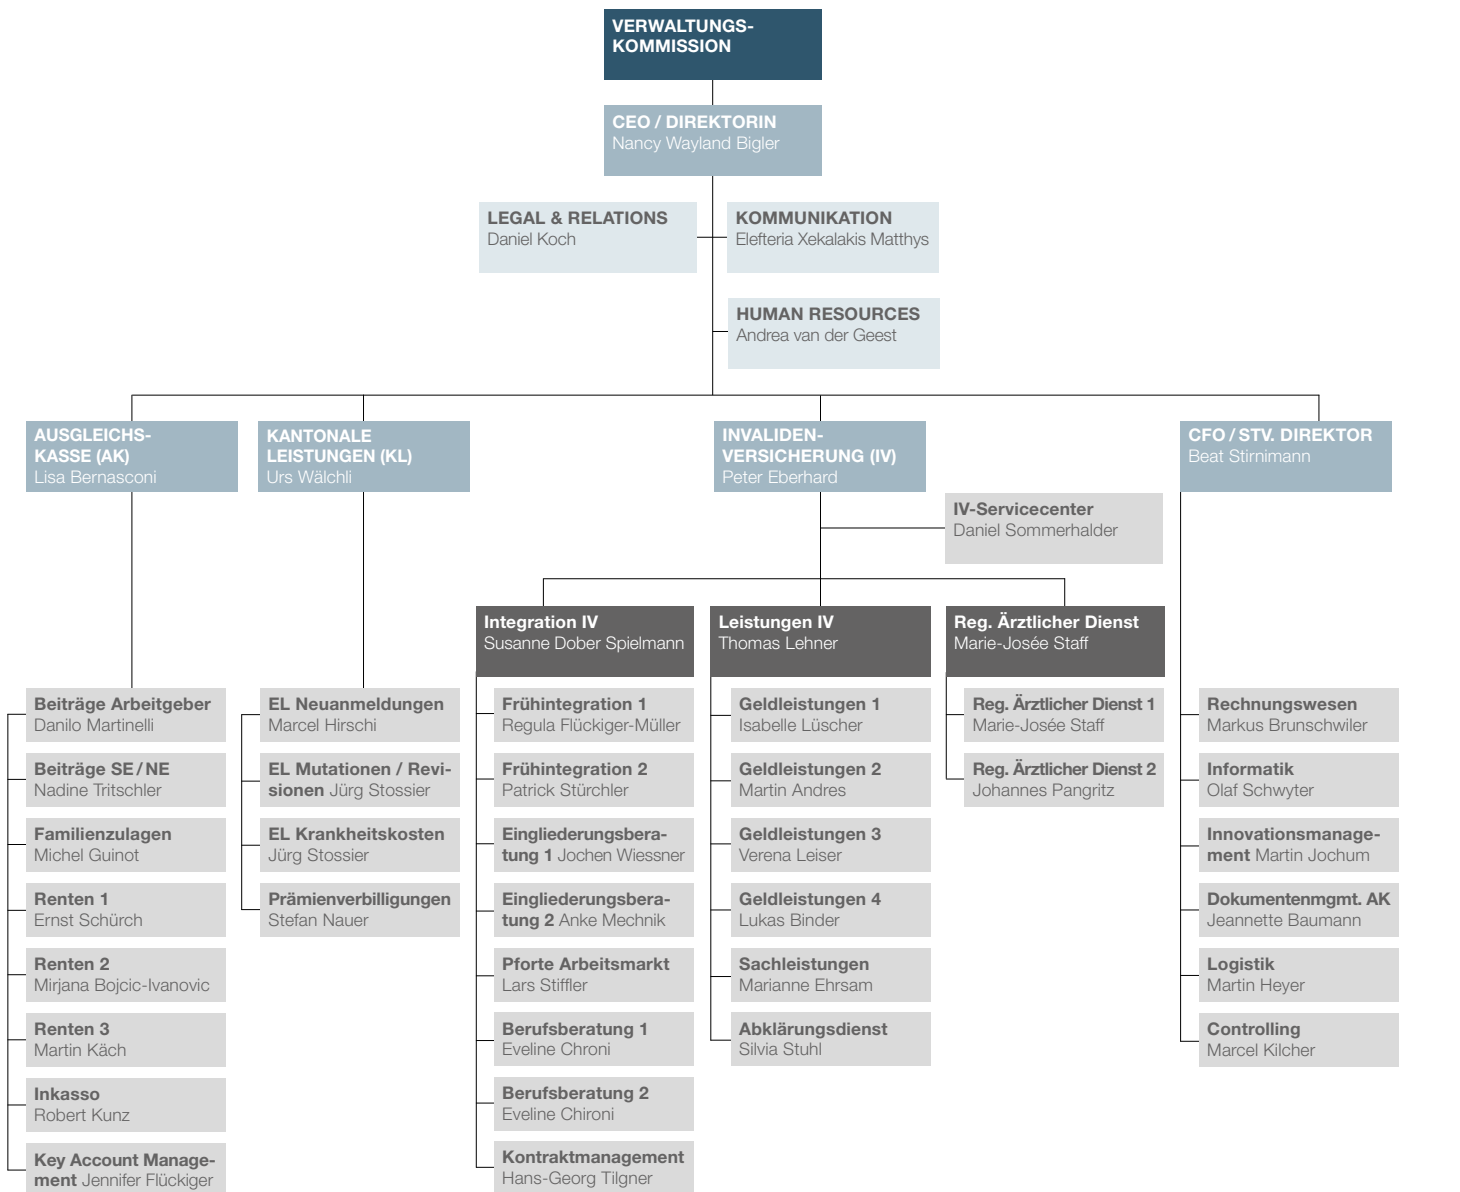 VERWALTUNGS-
KOMMISSION
CEO / DIREKTORIN
Nancy Wayland Bigler
LEGAL & RELATIONS
Daniel Koch
KOMMUNIKATION
Elefteria Xekalakis Matthys
HUMAN RESOURCES
Andrea van der Geest
AUSGLEICHS-
KASSE (AK)
Lisa Bernasconi
KANTONALE
LEISTUNGEN (KL)
Urs Wälchli
INVALIDEN-
VERSICHERUNG (IV)
Peter Eberhard
CFO / STV. DIREKTOR
Beat Stirnimann
IV-Servicecenter
Daniel Sommerhalder
Integration IV
Susanne Dober Spielmann
Leistungen IV
Thomas Lehner
Reg. Ärztlicher Dienst
Marie-Josée Staff
Beiträge Arbeitgeber
Danilo Martinelli
Beiträge SE / NE
Nadine Tritschler
Familienzulagen
Michel Guinot
Renten 1
Ernst Schürch
Renten 2
Mirjana Bojcic-Ivanovic
Renten 3
Martin Käch
Inkasso
Robert Kunz
Key Account Manage-
ment Jennifer Flückiger
EL Neuanmeldungen
Marcel Hirschi
EL Mutationen / Revi-
sionen Jürg Stossier
EL Krankheitskosten
Jürg Stossier
Prämienverbilligungen
Stefan Nauer
Frühintegration 1
Regula Flückiger-Müller
Frühintegration 2
Patrick Stürchler
Eingliederungsbera-
tung 1 Jochen Wiessner
Eingliederungsbera-
tung 2 Anke Mechnik
Pforte Arbeitsmarkt
Lars Stiffler
Berufsberatung 1
Eveline Chroni
Berufsberatung 2
Eveline Chironi
Kontraktmanagement
Hans-Georg Tilgner
Geldleistungen 1
Isabelle Lüscher
Geldleistungen 2
Martin Andres
Geldleistungen 3
Verena Leiser
Geldleistungen 4
Lukas Binder
Sachleistungen
Marianne Ehrsam
Abklärungsdienst
Silvia Stuhl
Reg. Ärztlicher Dienst 1
Marie-Josée Staff
Reg. Ärztlicher Dienst 2
Johannes Pangritz
Rechnungswesen
Markus Brunschwiler
Informatik
Olaf Schwyter
Innovationsmanage-
ment Martin Jochum
Dokumentenmgmt. AK
Jeannette Baumann
Logistik
Martin Heyer
Controlling
Marcel Kilcher